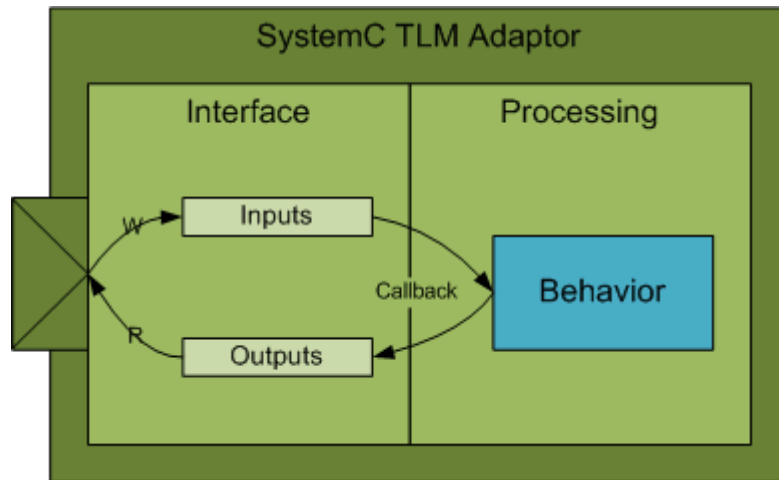 SystemC TLM Adaptor
Interface
Processing
W
Inputs
Callback
Behavior
R
Outputs